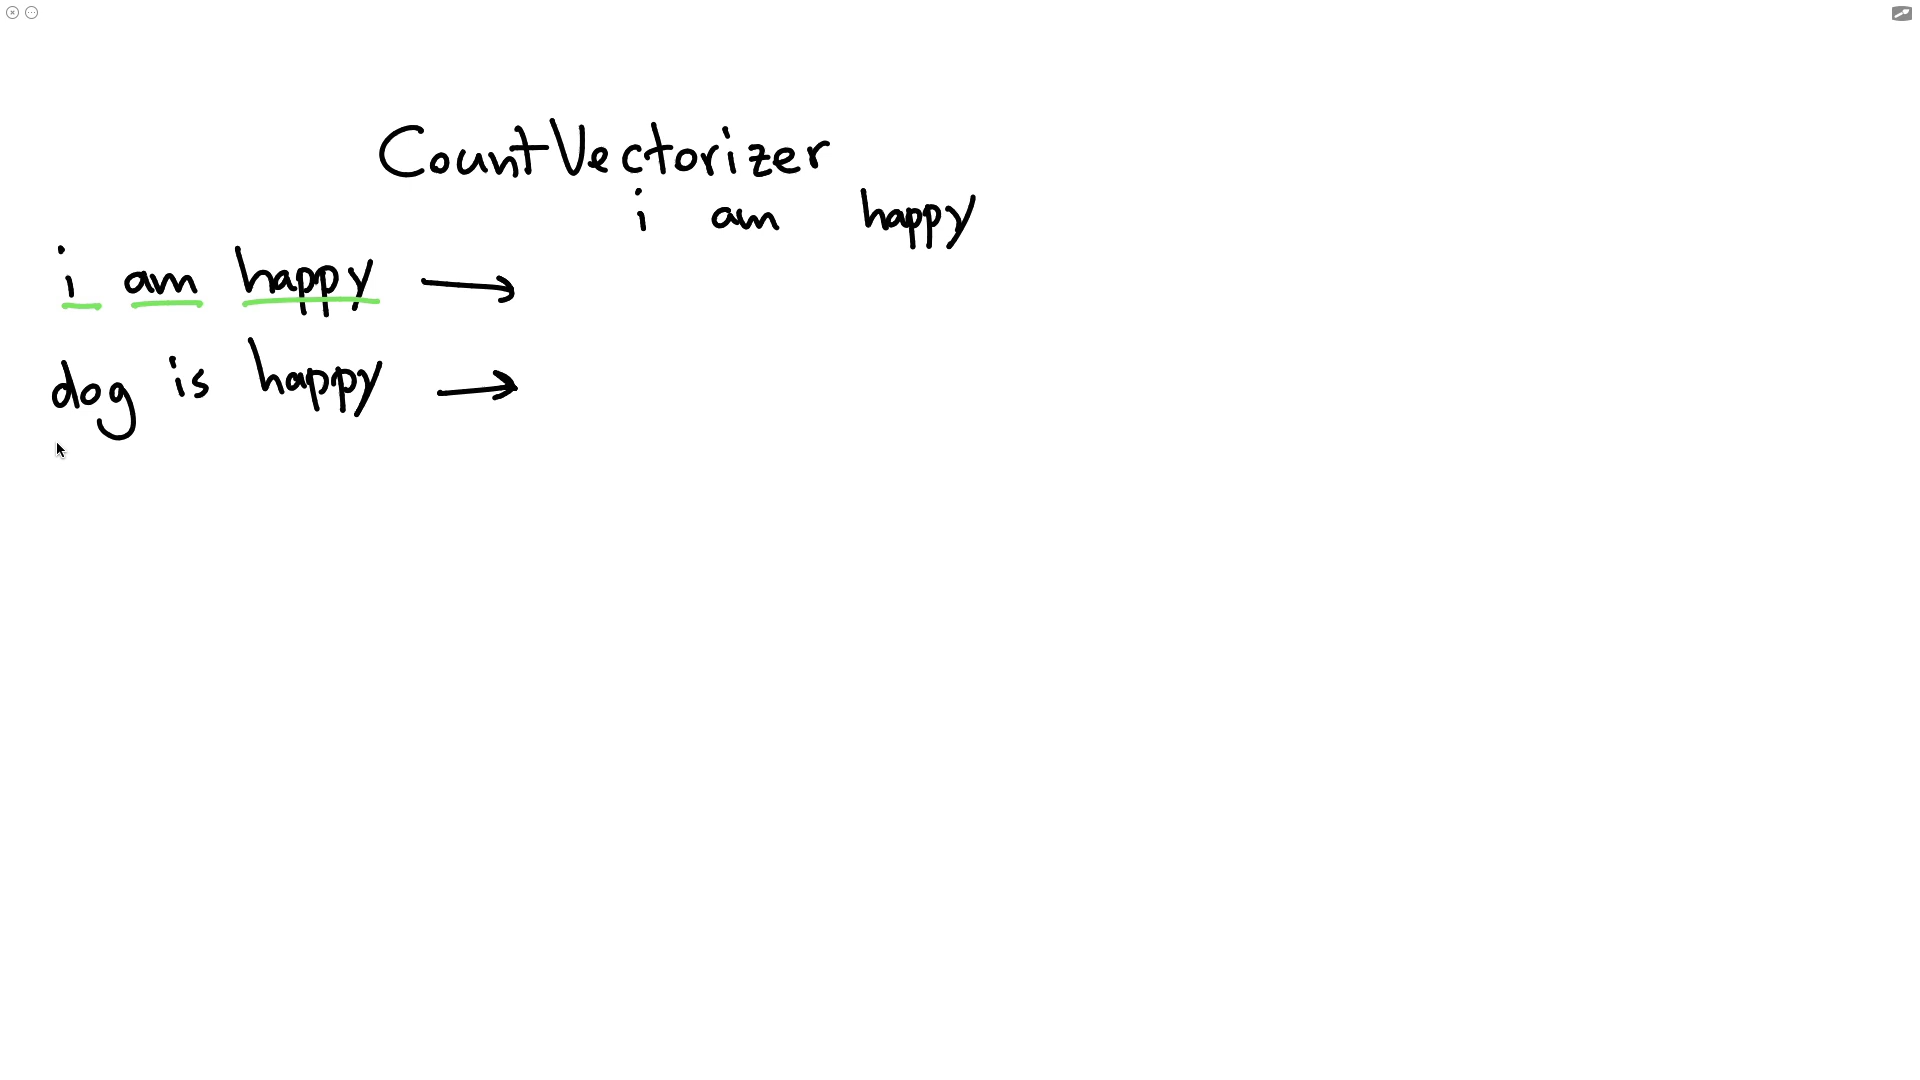 CountVectorizer
i am happy
i am happy →
dog is happy →